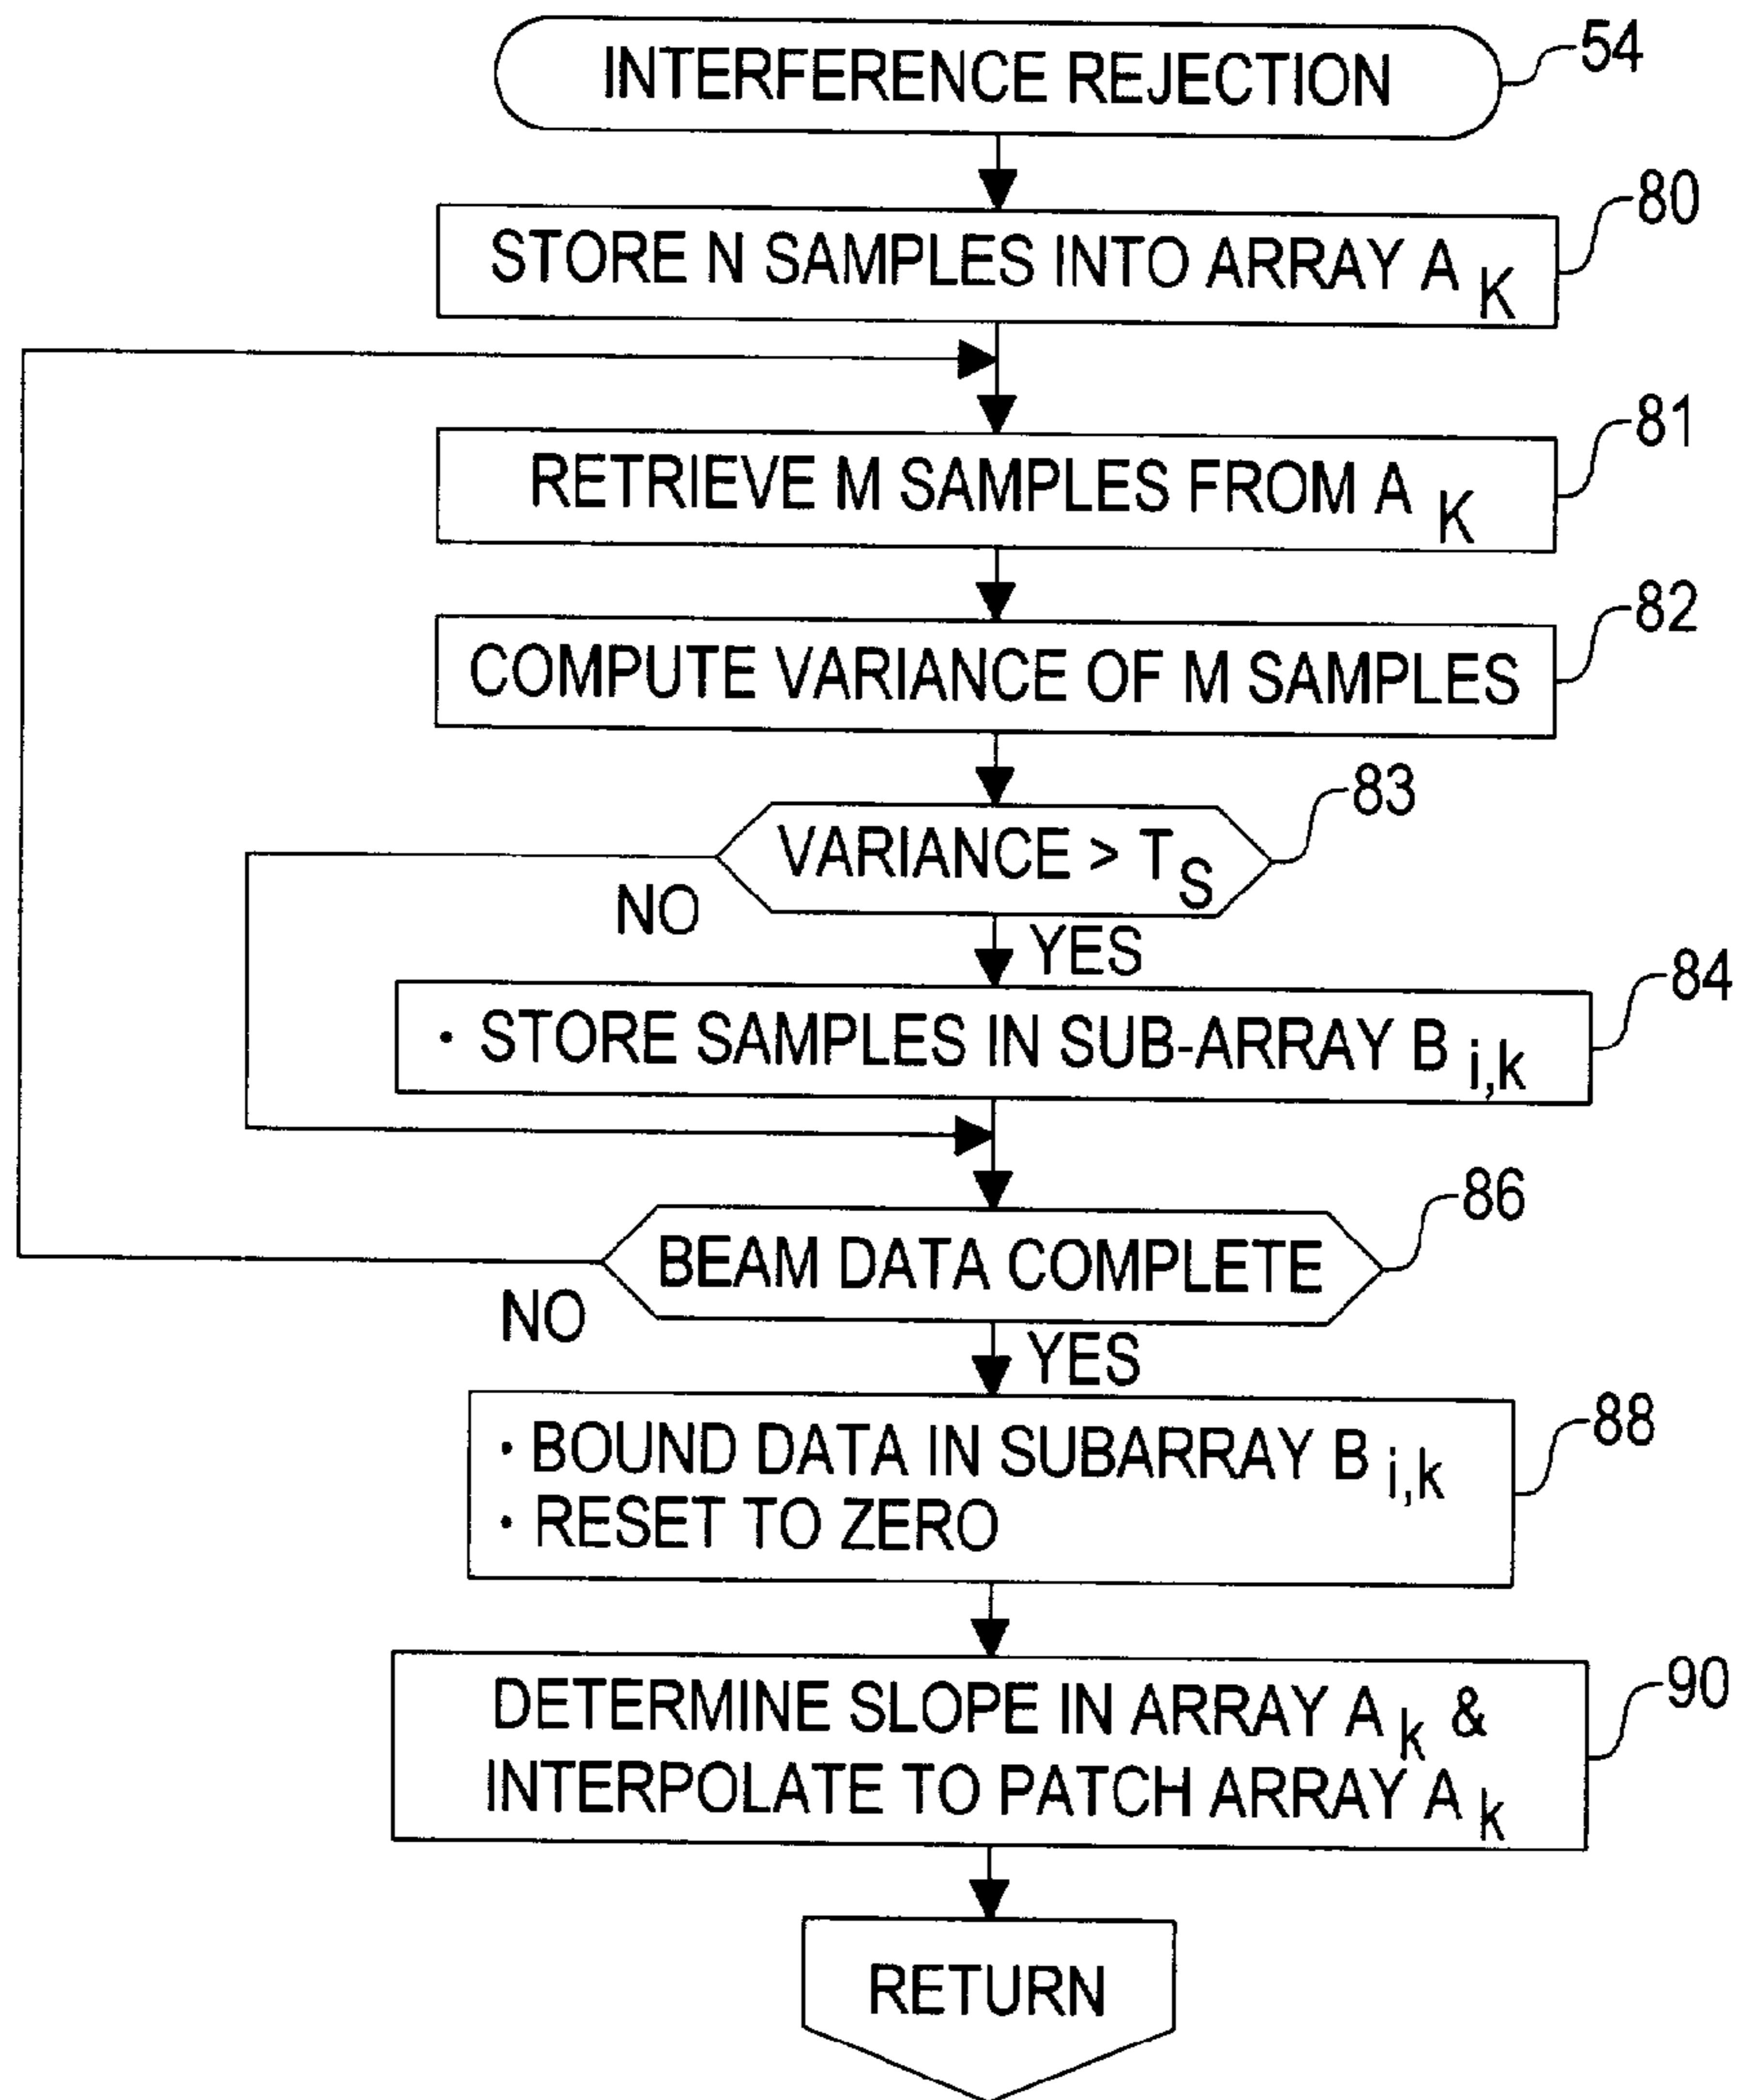 INTERFERENCE REJECTION
54
STORE N SAMPLES INTO ARRAY A K
80
RETRIEVE M SAMPLES FROM A K
81
COMPUTE VARIANCE OF M SAMPLES
82
VARIANCE > T S
83
NO
YES
• STORE SAMPLES IN SUB-ARRAY B i,k
84
BEAM DATA COMPLETE
86
NO
YES
• BOUND DATA IN SUBARRAY B i,k
• RESET TO ZERO
88
DETERMINE SLOPE IN ARRAY A k &
INTERPOLATE TO PATCH ARRAY A k
90
RETURN